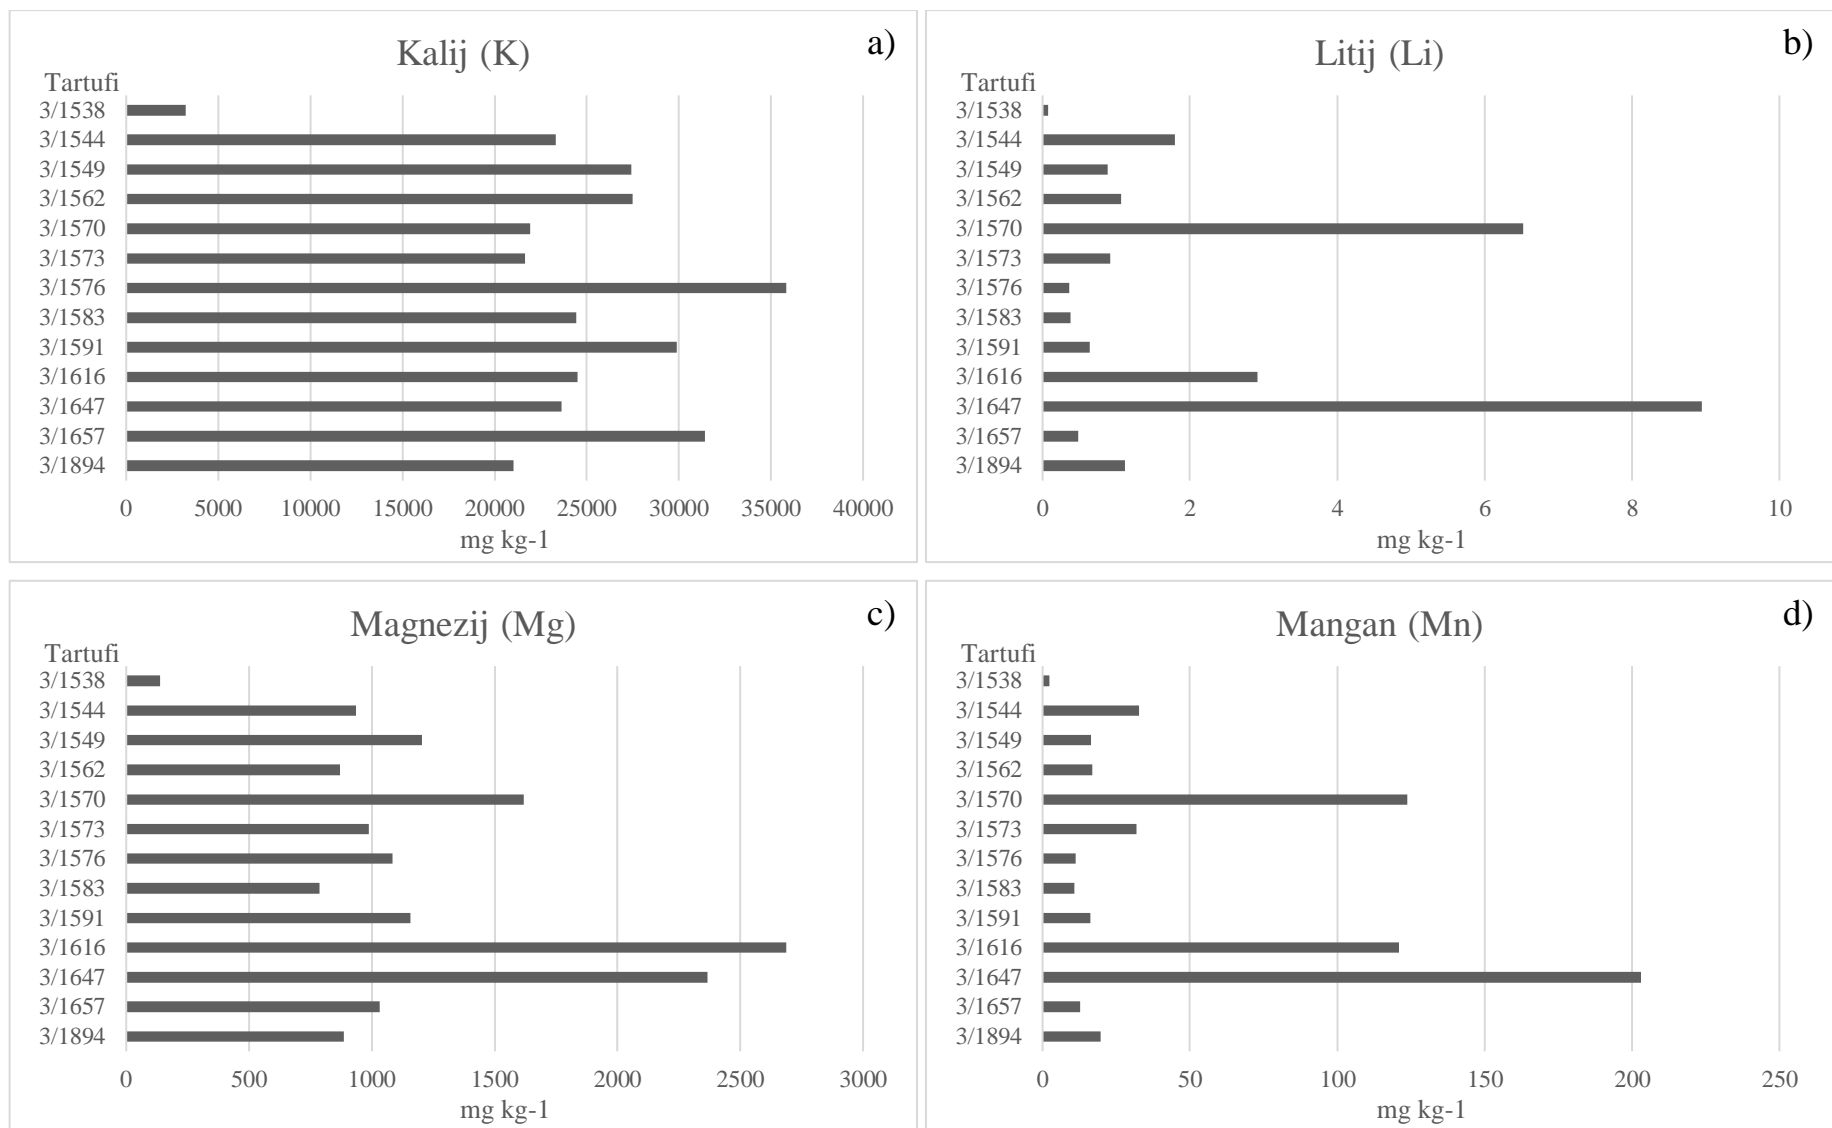 Kalij (K)
a)
Tartufi
3/1538
3/1544
3/1549
3/1562
3/1570
3/1573
3/1576
3/1583
3/1591
3/1616
3/1647
3/1657
3/1894
0 5000 10000 15000 20000 25000 30000 35000 40000
mg kg-1
Litij (Li)
b)
Tartufi
3/1538
3/1544
3/1549
3/1562
3/1570
3/1573
3/1576
3/1583
3/1591
3/1616
3/1647
3/1657
3/1894
0 2 4 6 8 10
mg kg-1
Magnezij (Mg)
c)
Tartufi
3/1538
3/1544
3/1549
3/1562
3/1570
3/1573
3/1576
3/1583
3/1591
3/1616
3/1647
3/1657
3/1894
0 500 1000 1500 2000 2500 3000
mg kg-1
Mangan (Mn)
d)
Tartufi
3/1538
3/1544
3/1549
3/1562
3/1570
3/1573
3/1576
3/1583
3/1591
3/1616
3/1647
3/1657
3/1894
0 50 100 150 200 250
mg kg-1